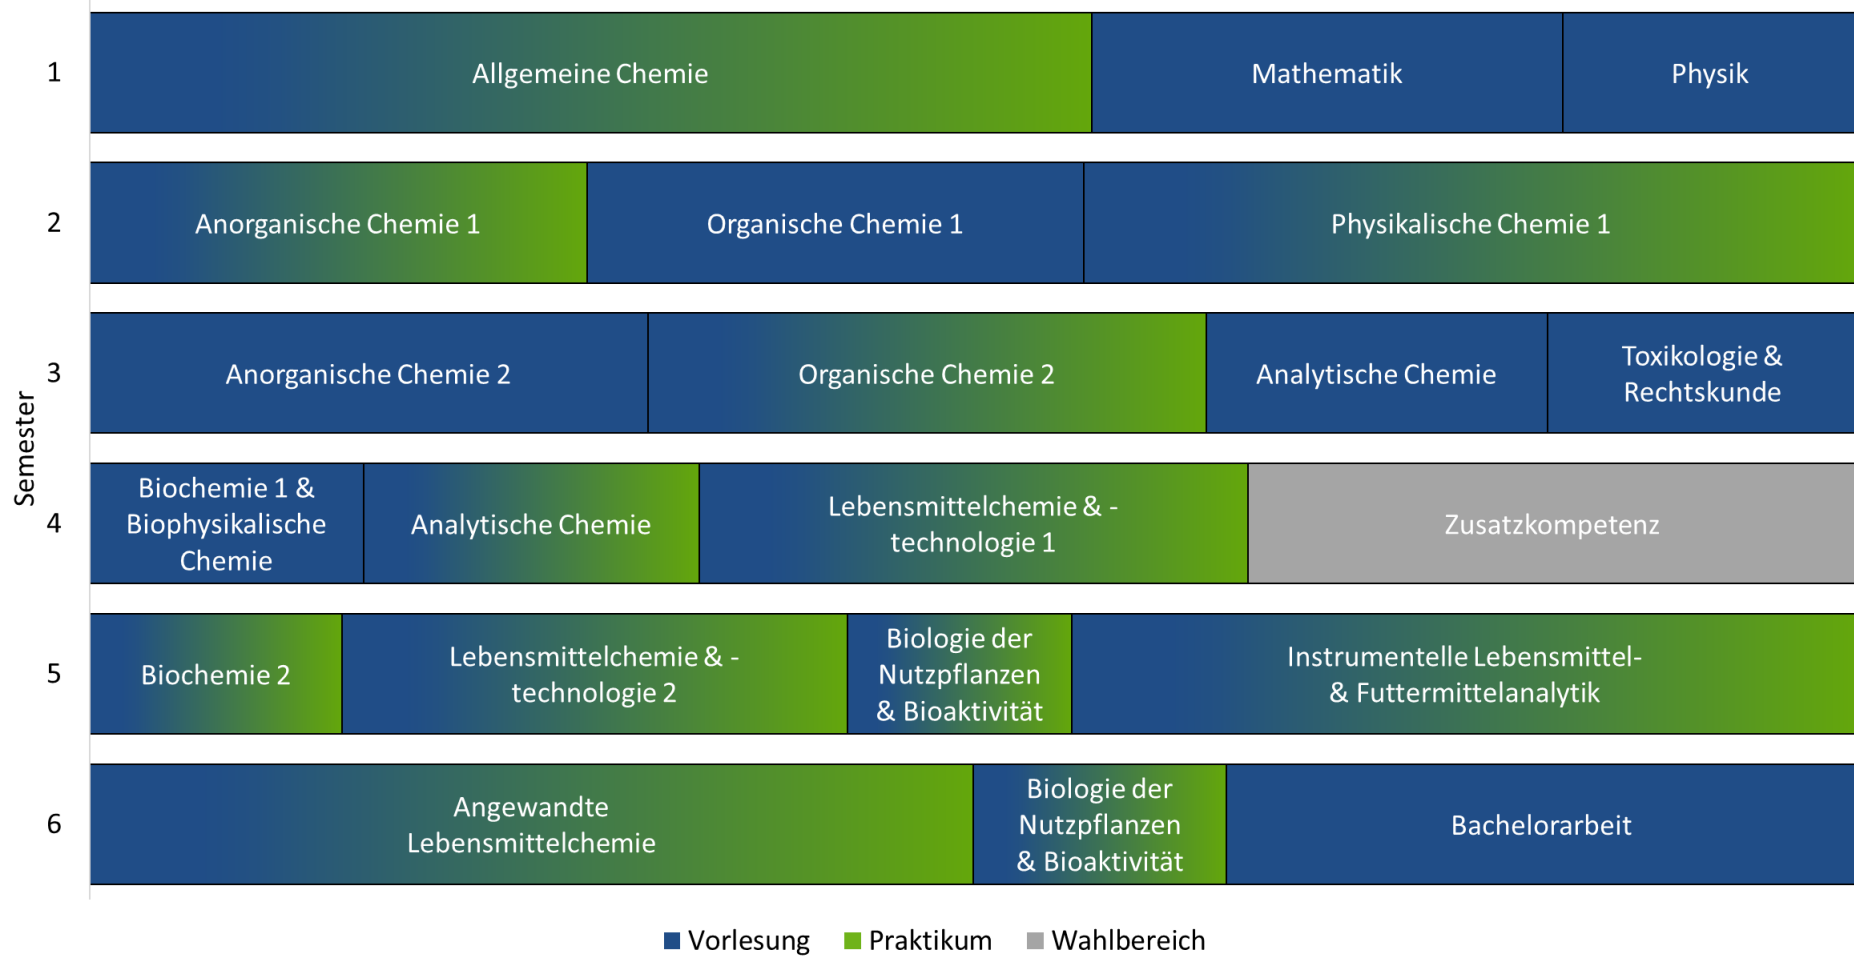 1
Allgemeine Chemie
Mathematik
Physik
2
Anorganische Chemie 1
Organische Chemie 1
Physikalische Chemie 1
Semester
3
Anorganische Chemie 2
Organische Chemie 2
Analytische Chemie
Toxikologie &
Rechtskunde
4
Biochemie 1 &
Biophysikalische
Chemie
Analytische Chemie
Lebensmittelchemie & -
technologie 1
Zusatzkompetenz
5
Biochemie 2
Lebensmittelchemie & -
technologie 2
Biologie der
Nutzpflanzen
& Bioaktivität
Instrumentelle Lebensmittel-
& Futtermittelanalytik
6
Angewandte
Lebensmittelchemie
Biologie der
Nutzpflanzen
& Bioaktivität
Bachelorarbeit
Vorlesung
Praktikum
Wahlbereich